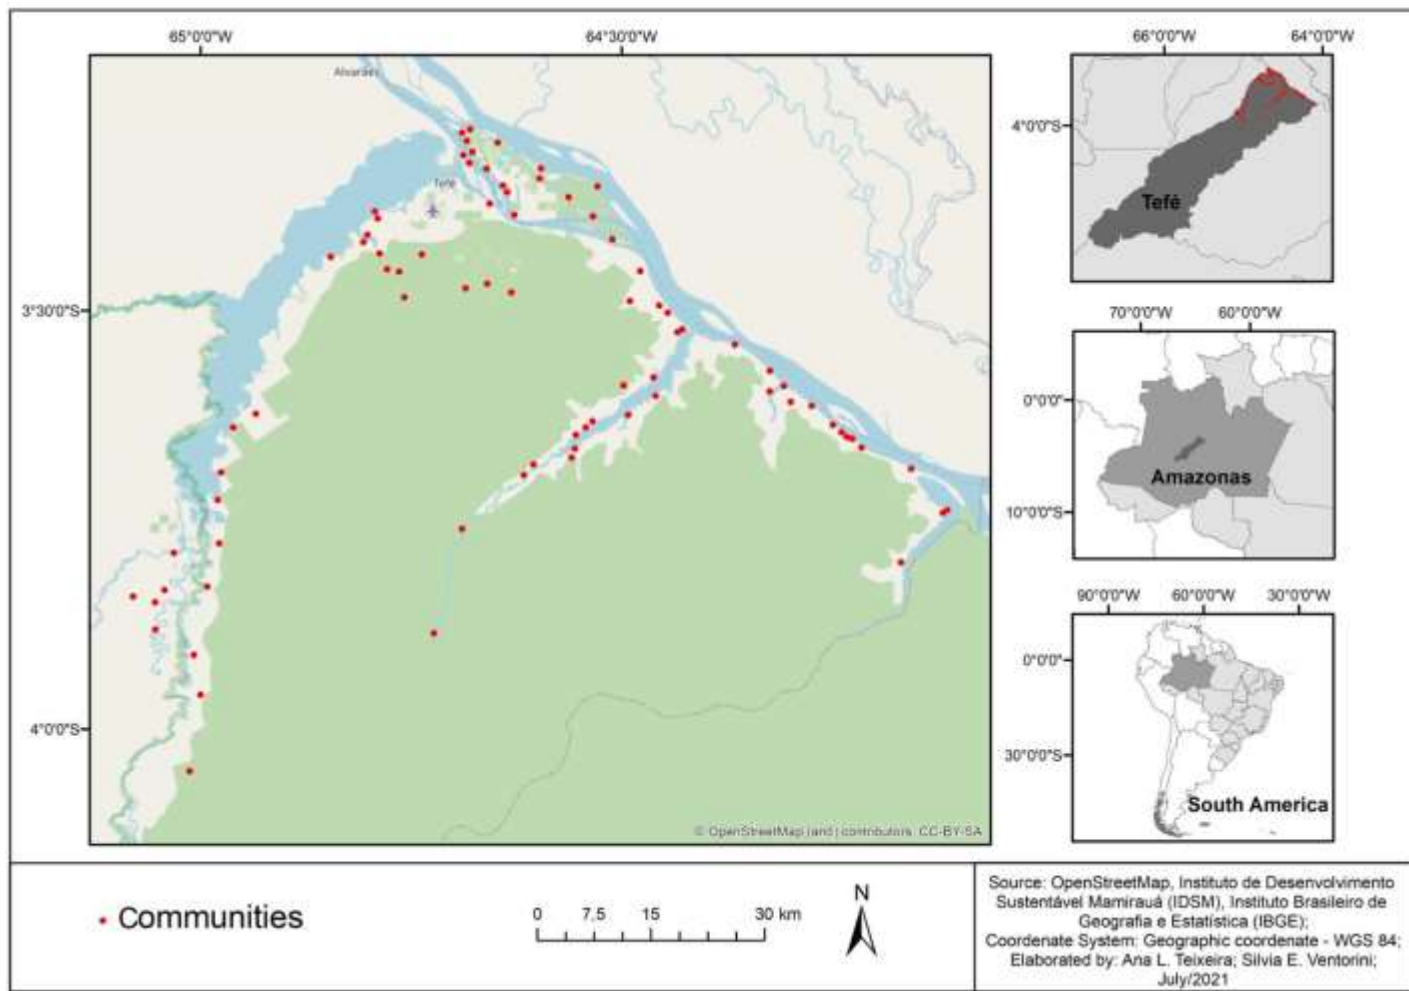 65°0'0"W
64°30'0"W
Alvarães
Tefé
3°30'0"S
4°0'0"S
© OpenStreetMap (and) contributors, CC-BY-SA
66°0'0"W
64°0'0"W
4°0'0"S
Tefé
70°0'0"W
60°0'0"W
0°0'0"
Amazonas
10°0'0"S
90°0'0"W
60°0'0"W
30°0'0"W
0°0'0"
30°0'0"S
South America
Communities
0 7,5 15 30 km
N
Source: OpenStreetMap, Instituto de Desenvolvimento
Sustentável Mamirauá (IDSM), Instituto Brasileiro de
Geografia e Estatística (IBGE);
Coordenate System: Geographic coordenate - WGS 84;
Elaborated by: Ana L. Teixeira; Silvia E. Ventorini;
July/2021